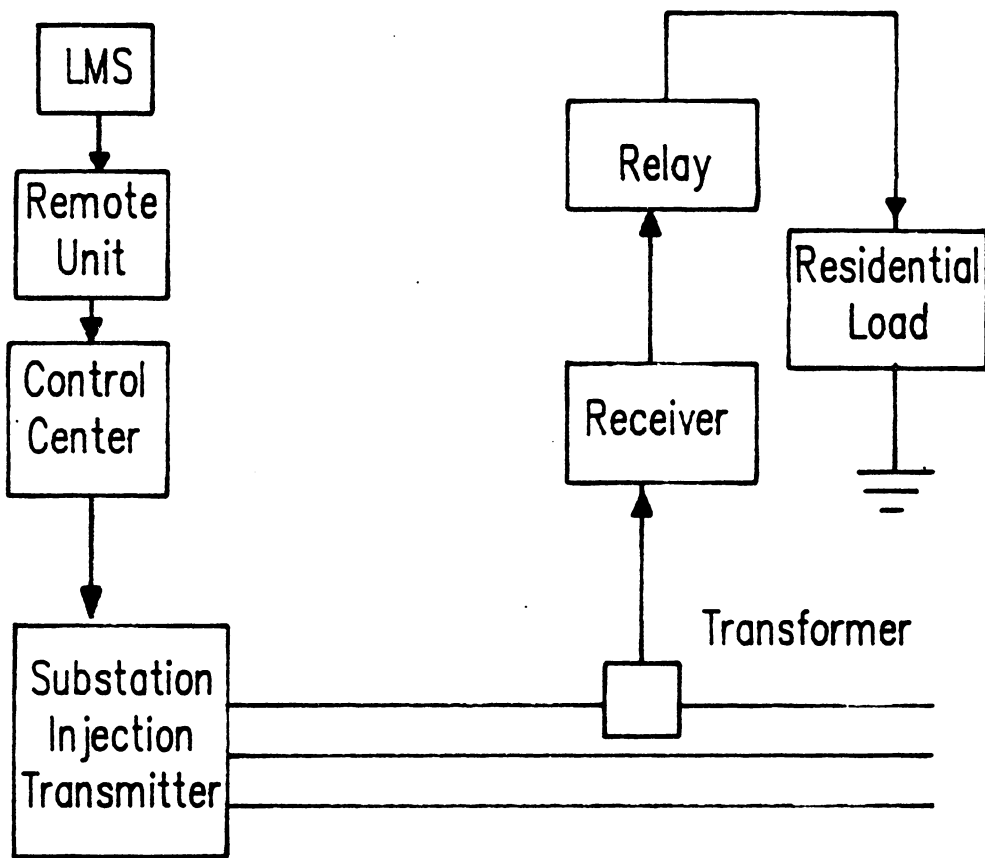 LMS
Remote
Unit
Control
Center
Substation
Injection
Transmitter
Relay
Residential
Load
Receiver
Transformer